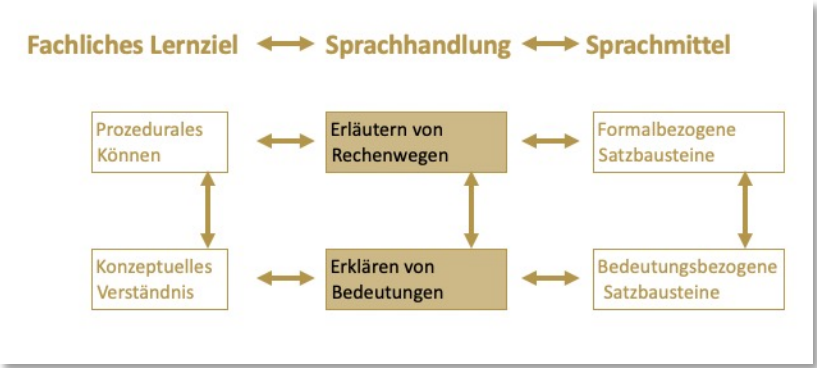 Fachliches Lernziel Sprachhandlung Sprachmittel
Prozedurales
Können
Erläutern von
Rechenwegen
Formalbezogene
Satzbausteine
Konzeptuelles
Verständnis
Erklären von
Bedeutungen
Bedeutungsbezogene
Satzbausteine